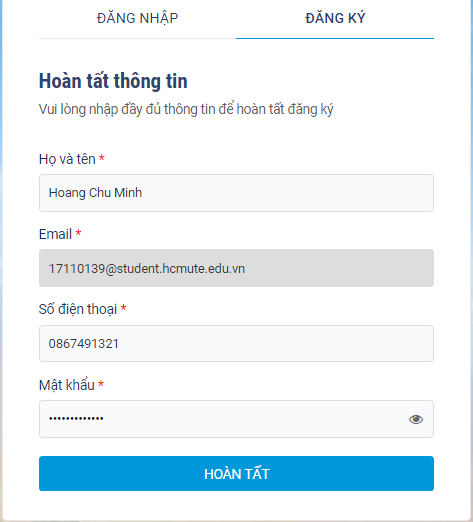 ĐĂNG NHẬP ĐĂNG KÝ
Hoàn tất thông tin
Vui lòng nhập đầy đủ thông tin để hoàn tất đăng ký
Họ và tên *
Hoang Chu Minh
Email *
17110139@student.hcmute.edu.vn
Số điện thoại *
0867491321
Mật khẩu *
•••••••••••••
HOÀN TẤT